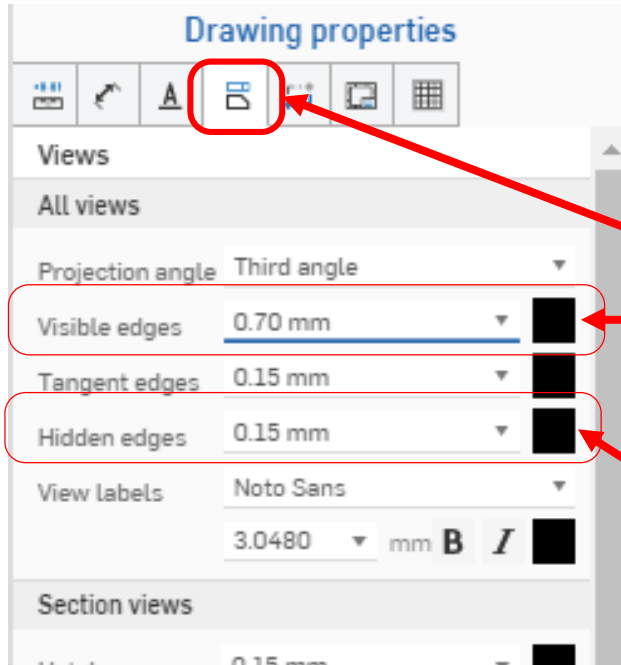 Drawing properties
A
Views
All views
Projection angle Third angle
Visible edges 0.70 mm
Tangent edges 0.15 mm
Hidden edges 0.15 mm
View labels Noto Sans
3.0480 mm B I
Section views
0.15 mm